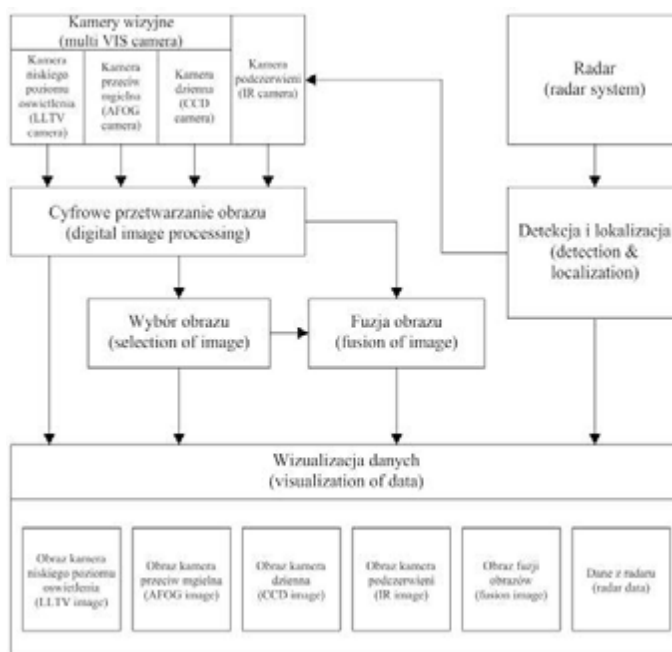 Kamery wizyjne
(multi VIS camera)
Kamera
niskiego
poziomu
oswietlenia
(LLTV
camera)
Kamera
przeciw
mgielna
(AFOG
camera)
Kamera
dzienna
(CCD
camera)
Kamera
podczerwieni
(IR camera)
Radar
(radar system)
Cyfrowe przetwarzanie obrazu
(digital image processing)
Detekcja i lokalizacja
(detection &
localization)
Wybór obrazu
(selection of image)
Fuzja obrazu
(fusion of image)
Wizualizacja danych
(visualization of data)
Obraz kamera
niskiego poziomu
oswietlenia
(LLTV image)
Obraz kamera
przeciw mgielna
(AFOG image)
Obraz kamera
dzienna
(CCD image)
Obraz kamera
podczerwieni
(IR image)
Obraz fuzji
obrazów
(fusion image)
Dane z radaru
(radar data)